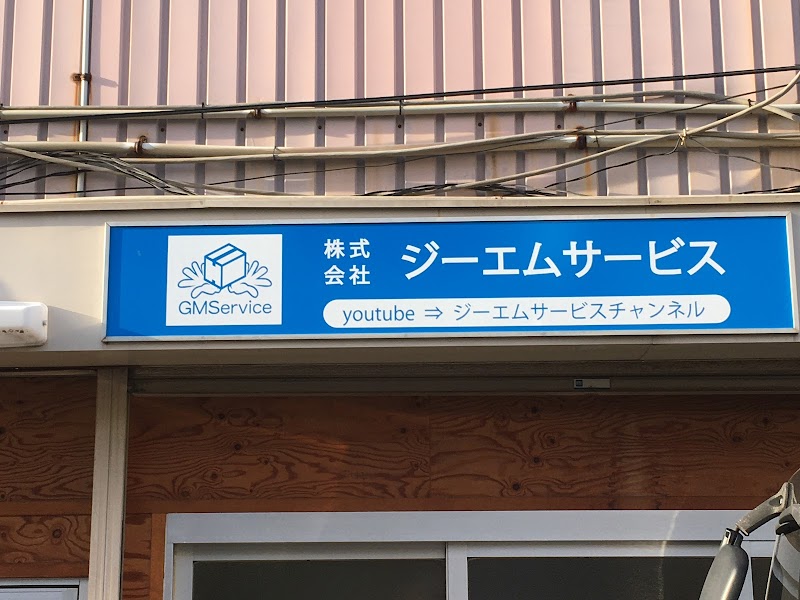 GMService
株式
会社
ジーエムサービス
youtube ⇒ ジーエムサービスチャンネル